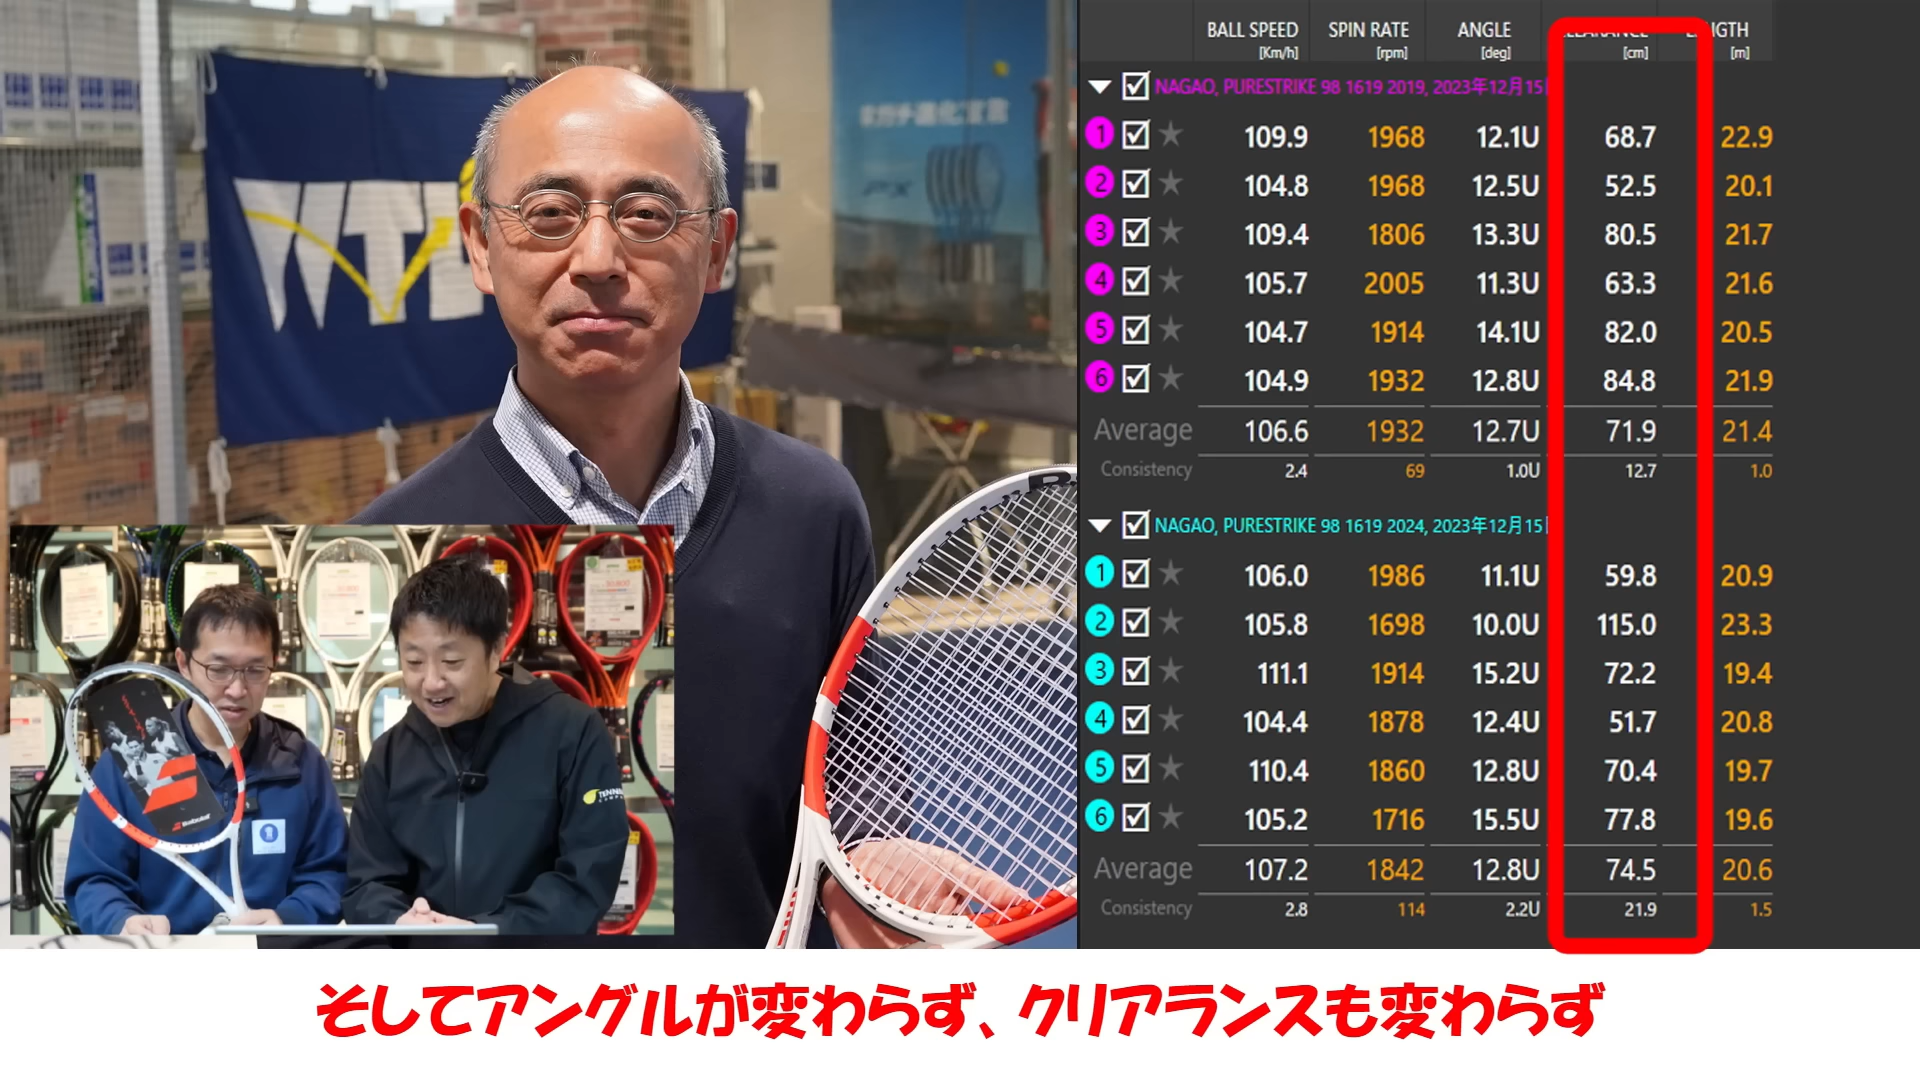 BALL SPEED SPIN RATE ANGLE CLEARANCE LENGTH
[Km/h] [rpm] [deg] [cm] [m]
NAGAO, PURESTRIKE 98 1619 2019, 2023年12月15
1 109.9 1968 12.1U 68.7 22.9
2 104.8 1968 12.5U 52.5 20.1
3 109.4 1806 13.3U 80.5 21.7
4 105.7 2005 11.3U 63.3 21.6
5 104.7 1914 14.1U 82.0 20.5
6 104.9 1932 12.8U 84.8 21.9
Average 106.6 1932 12.7U 71.9 21.4
Consistency 2.4 69 1.0U 12.7 1.0
NAGAO, PURESTRIKE 98 1619 2024, 2023年12月15
1 106.0 1986 11.1U 59.8 20.9
2 105.8 1698 10.0U 115.0 23.3
3 111.1 1914 15.2U 72.2 19.4
4 104.4 1878 12.4U 51.7 20.8
5 110.4 1860 12.8U 70.4 19.7
6 105.2 1716 15.5U 77.8 19.6
Average 107.2 1842 12.8U 74.5 20.6
Consistency 2.8 114 2.2U 21.9 1.5
Babolat
そしてアングルが変わらず、クリアランスも変わらず